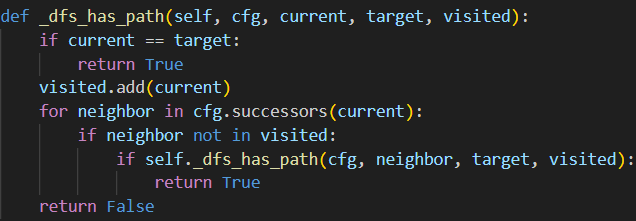 def _dfs_has_path(self, cfg, current, target, visited):
    if current == target:
        return True
    visited.add(current)
    for neighbor in cfg.successors(current):
        if neighbor not in visited:
            if self._dfs_has_path(cfg, neighbor, target, visited):
                return True
    return False